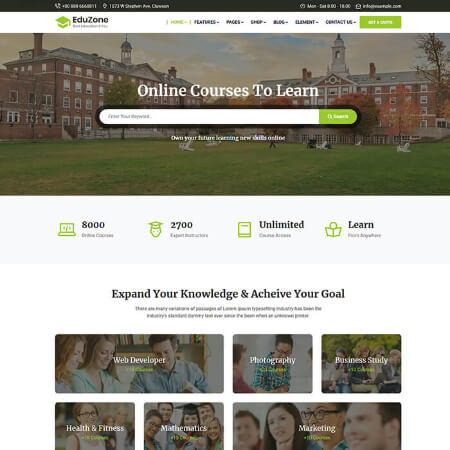 +90 888 6668811
1573 W Stephen Ave, Clawson
Mon - Sat 8:00 - 18:00
info@example.com
EduZone
Best Education 4 You
HOME
FEATURES
PAGES
SHOP
BLOG
ELEMENT
CONTACT US
GET A QUOTE
Online Courses To Learn
Enter Your Keyword...
Search
Own your future learning new skills online
8000
Online Courses
2700
Expert Instructors
Unlimited
Course Access
Learn
From Anywhere
Expand Your Knowledge & Acheive Your Goal
There are many variations of passages of Lorem Ipsum typesetting industry has been the
industry's standard dummy text ever since the been when an unknown printer.
Web Developer
+10 Courses
Photography
+10 Courses
Business Study
+10 Courses
Health & Fitness
+10 Courses
Mathematics
+10 Courses
Marketing
+10 Courses